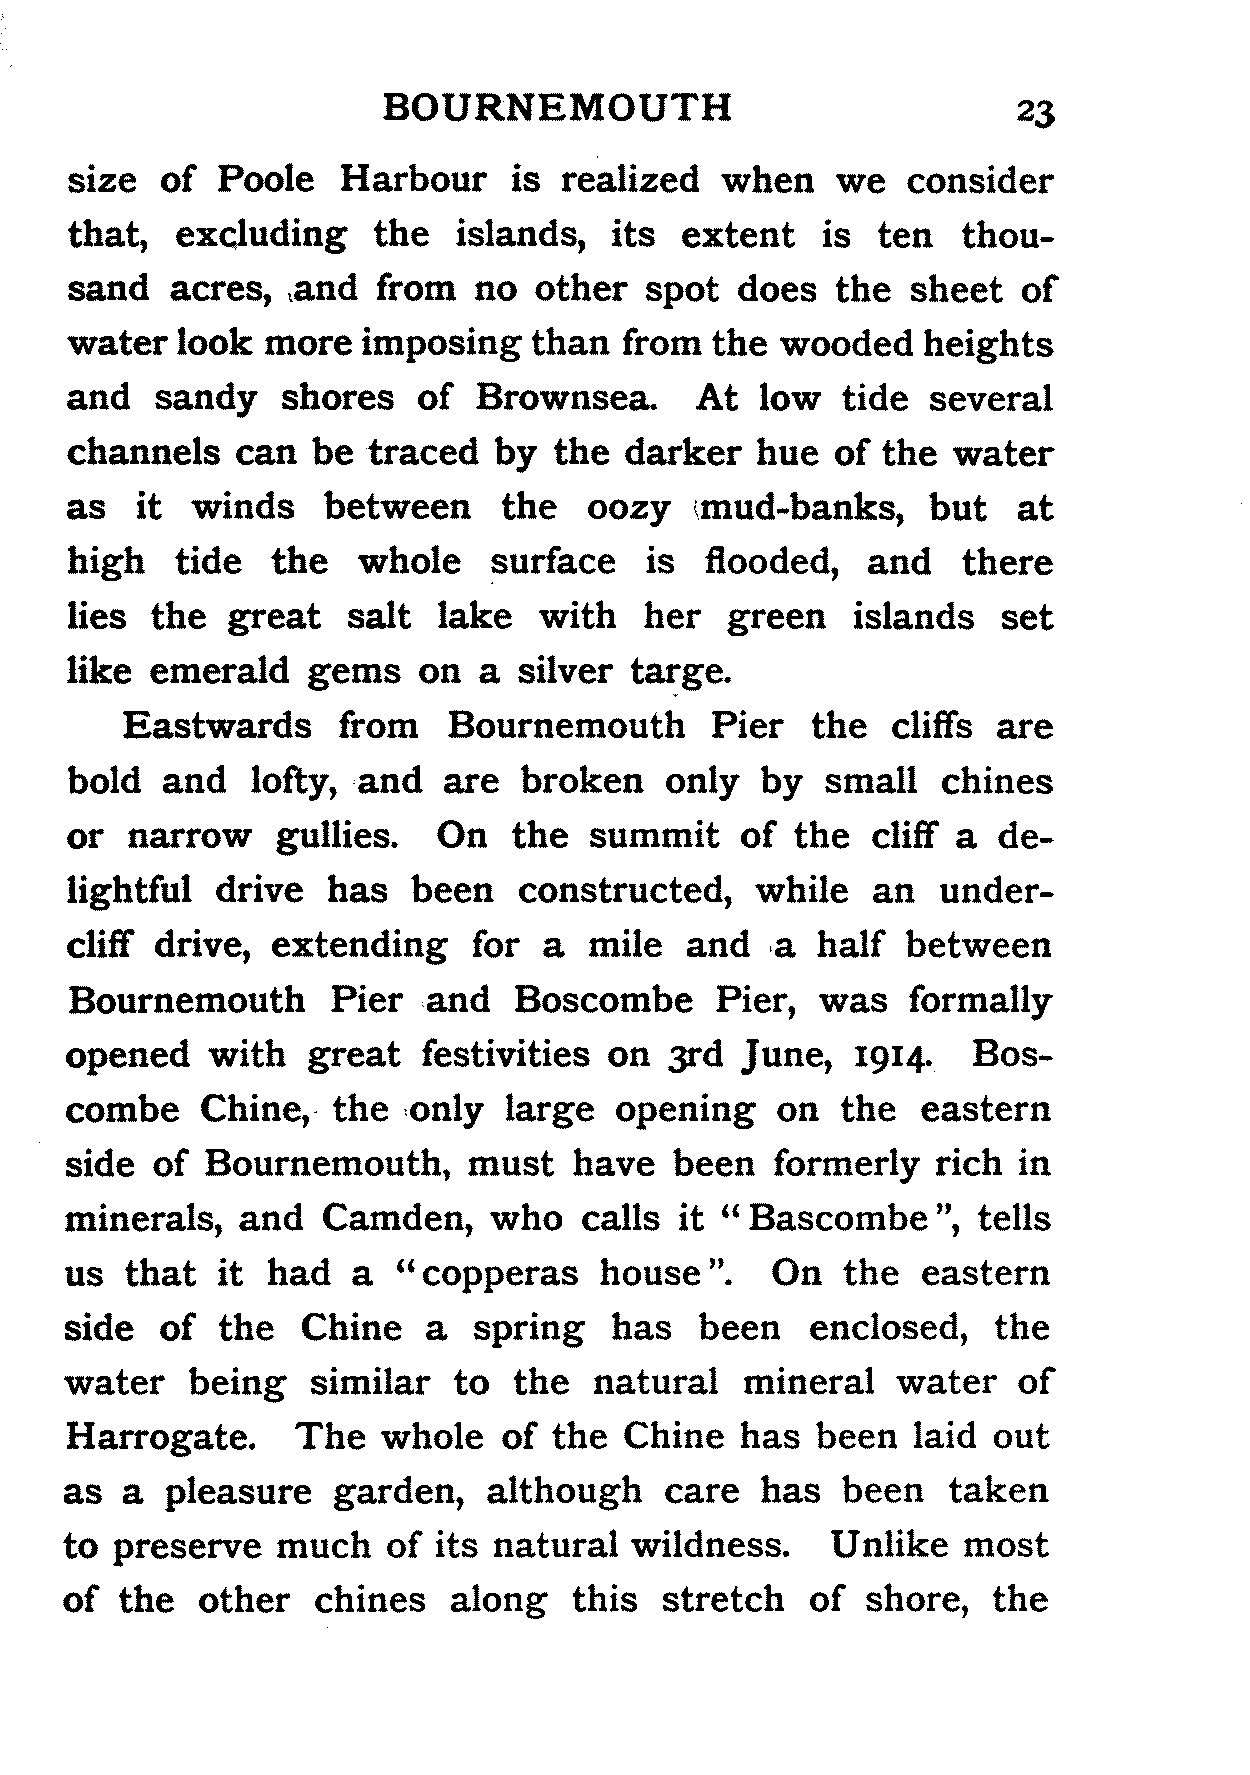 BOURNEMOUTH 23
size of Poole Harbour is realized when we consider
that, excluding the islands, its extent is ten thou-
sand acres, and from no other spot does the sheet of
water look more imposing than from the wooded heights
and sandy shores of Brownsea. At low tide several
channels can be traced by the darker hue of the water
as it winds between the oozy mud-banks, but at
high tide the whole surface is flooded, and there
lies the great salt lake with her green islands set
like emerald gems on a silver targe.
Eastwards from Bournemouth Pier the cliffs are
bold and lofty, and are broken only by small chines
or narrow gullies. On the summit of the cliff a de-
lightful drive has been constructed, while an under-
cliff drive, extending for a mile and a half between
Bournemouth Pier and Boscombe Pier, was formally
opened with great festivities on 3rd June, 1914. Bos-
combe Chine, the only large opening on the eastern
side of Bournemouth, must have been formerly rich in
minerals, and Camden, who calls it "Bascombe", tells
us that it had a "copperas house". On the eastern
side of the Chine a spring has been enclosed, the
water being similar to the natural mineral water of
Harrogate. The whole of the Chine has been laid out
as a pleasure garden, although care has been taken
to preserve much of its natural wildness. Unlike most
of the other chines along this stretch of shore, the